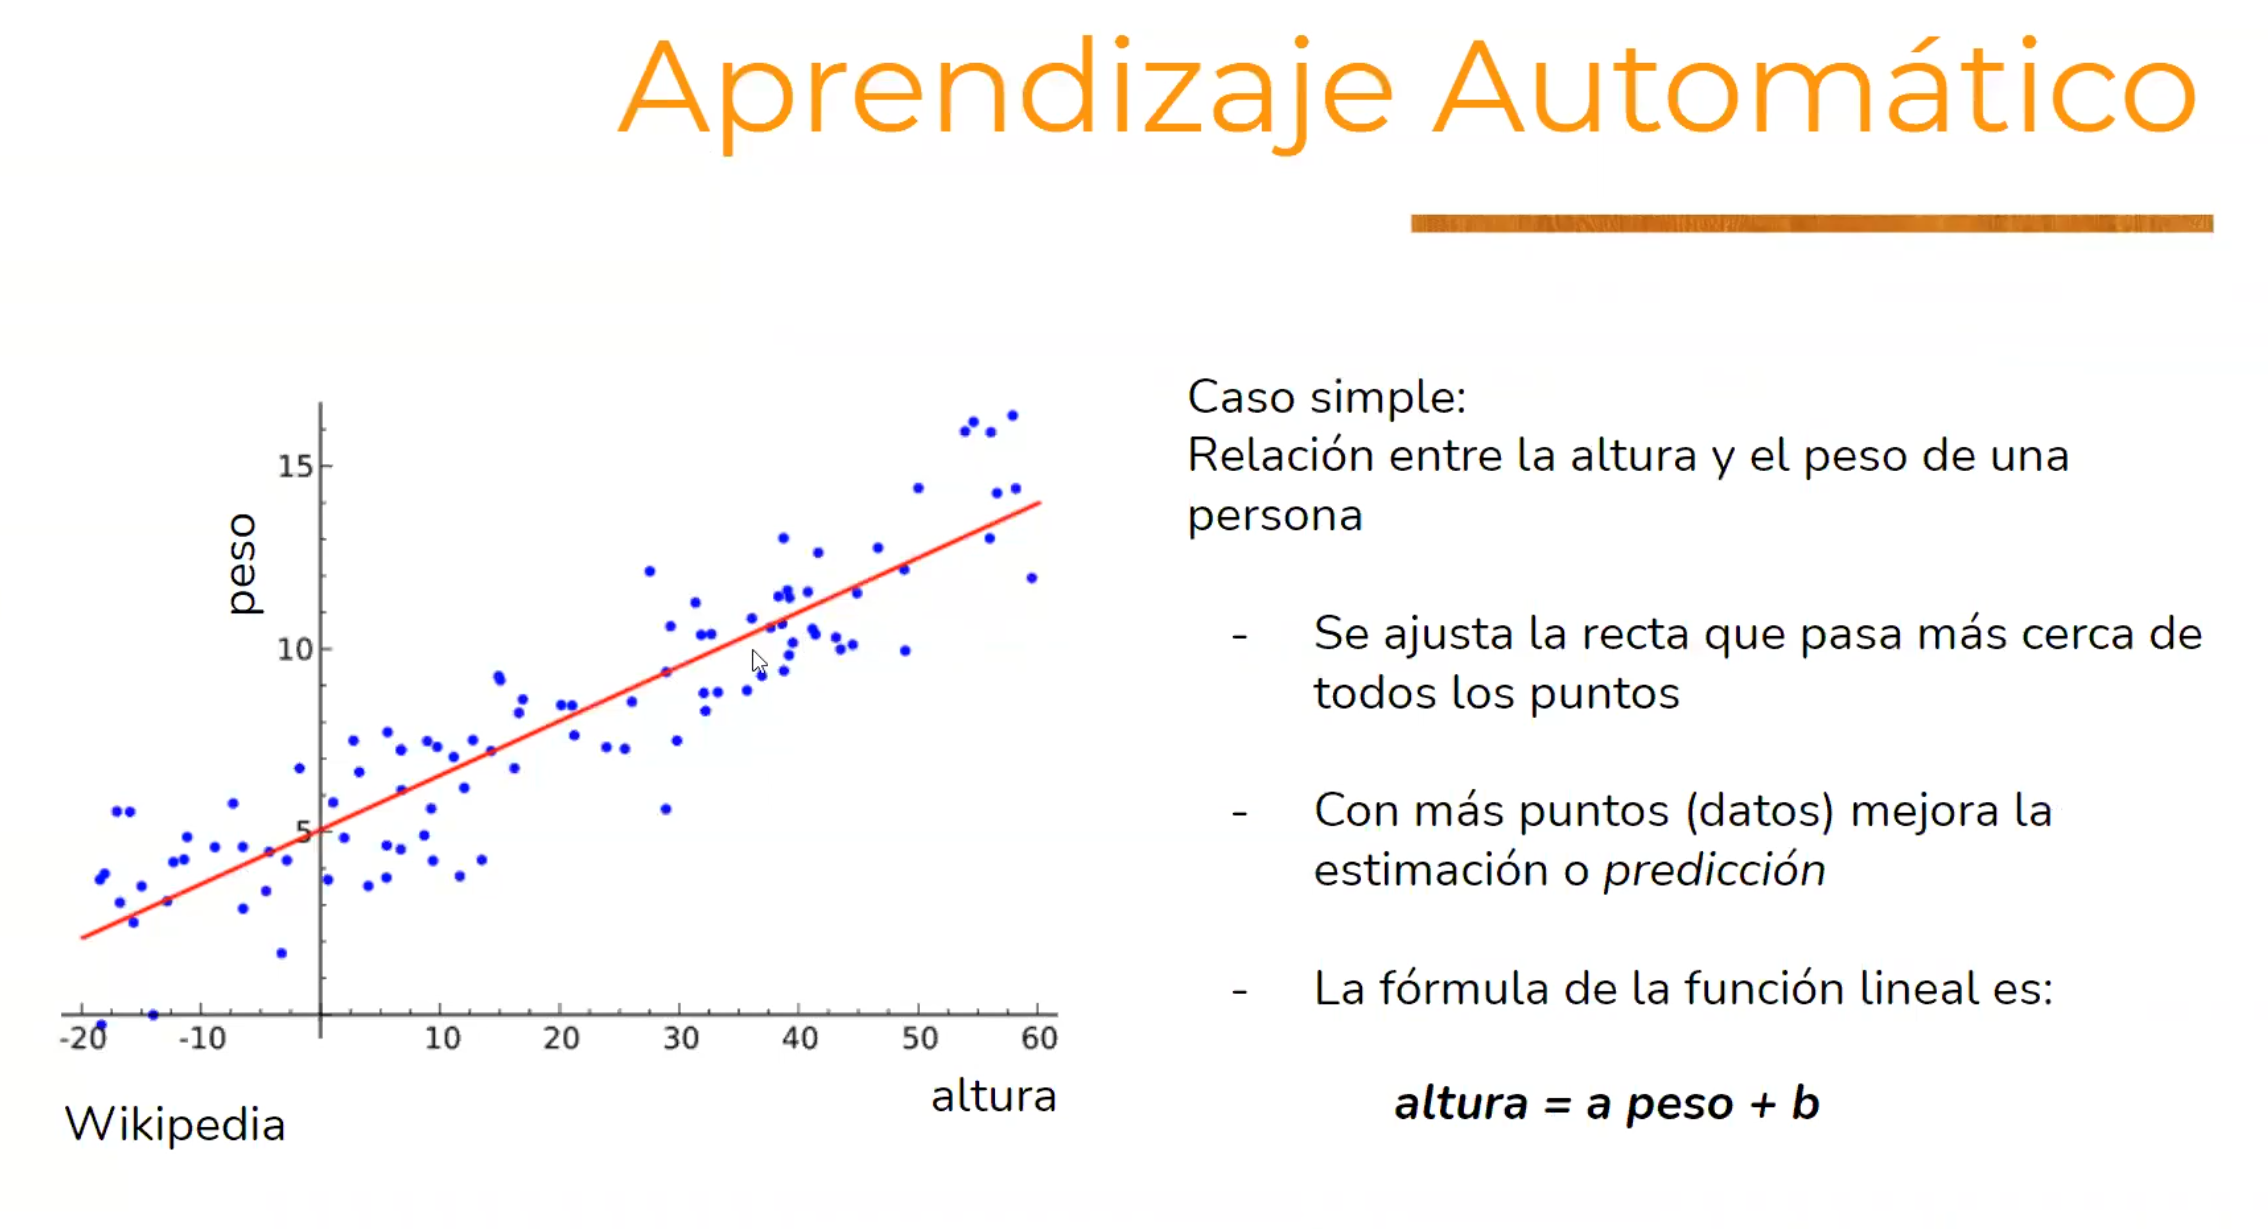 Aprendizaje Automático
peso
15
10
5
-20 -10 10 20 30 40 50 60
altura
Wikipedia
Caso simple:
Relación entre la altura y el peso de una
persona
- Se ajusta la recta que pasa más cerca de
todos los puntos
- Con más puntos (datos) mejora la
estimación o predicción
- La fórmula de la función lineal es:
altura = a peso + b